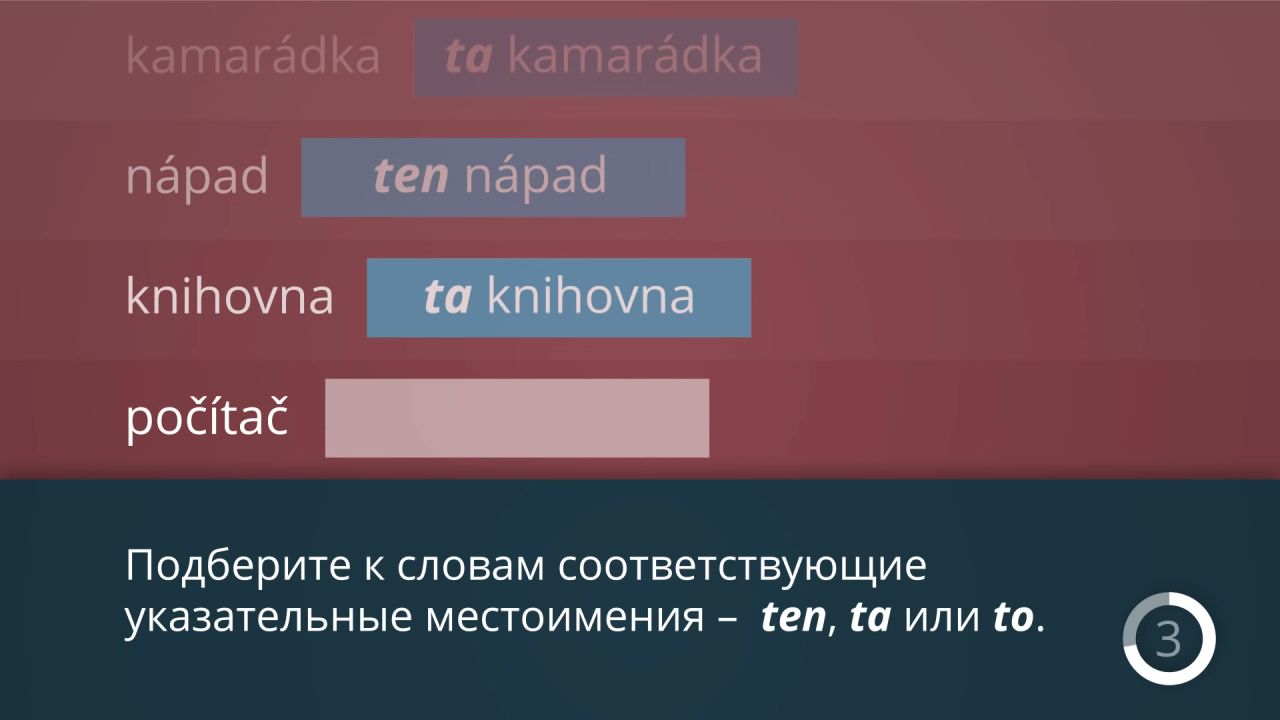 kamarádka ta kamarádka
nápad ten nápad
knihovna ta knihovna
počítač
Подберите к словам соответствующие
указательные местоимения – ten, ta или to.
3